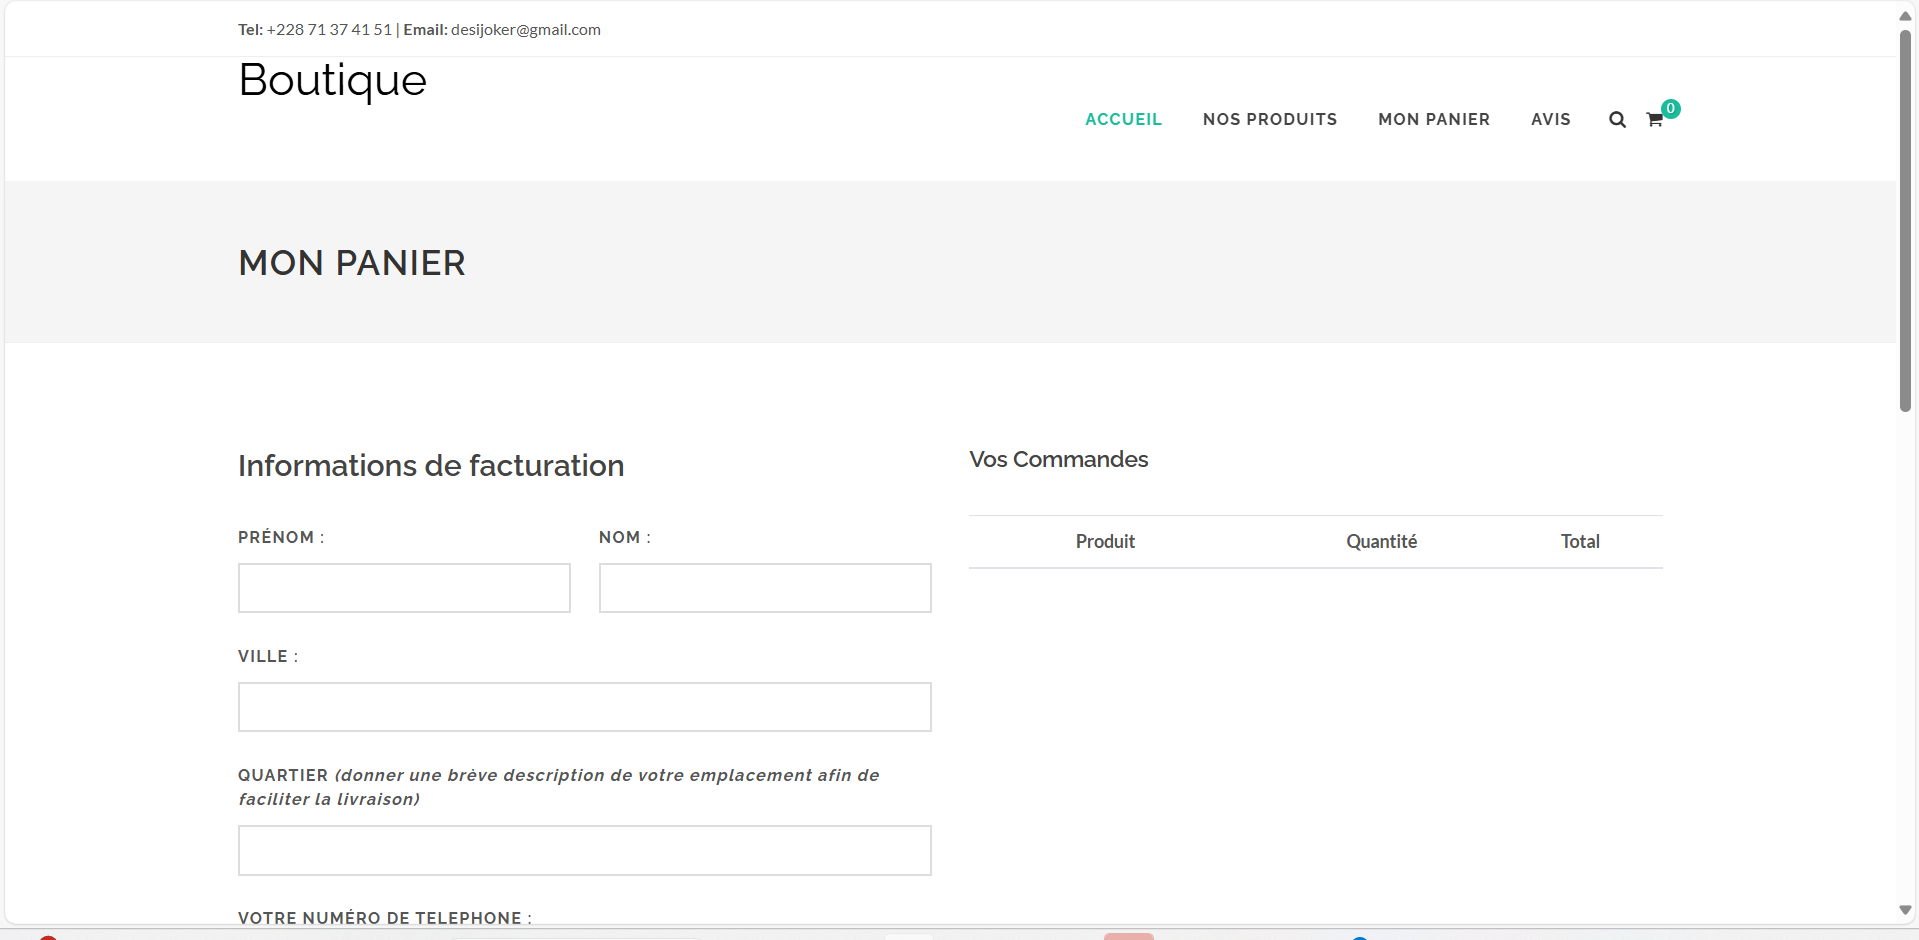 Tel: +228 71 37 41 51 | Email: desijoker@gmail.com
Boutique
ACCUEIL NOS PRODUITS MON PANIER AVIS 0
MON PANIER
Informations de facturation
Vos Commandes
PRÉNOM : NOM :
Produit Quantité Total
VILLE :
QUARTIER (donner une brève description de votre emplacement afin de
faciliter la livraison)
VOTRE NUMÉRO DE TELEPHONE :